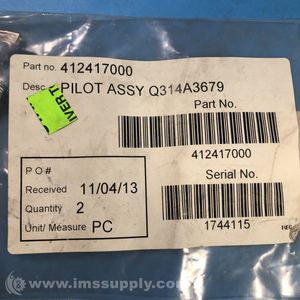 Part no. 412417000
Desc PILOT ASSY Q314A3679
Part No.
412417000
Serial No.
1744115
PO#
Received 11/04/13
Quantity 2
Unit/Measure PC
www.imssupply.com